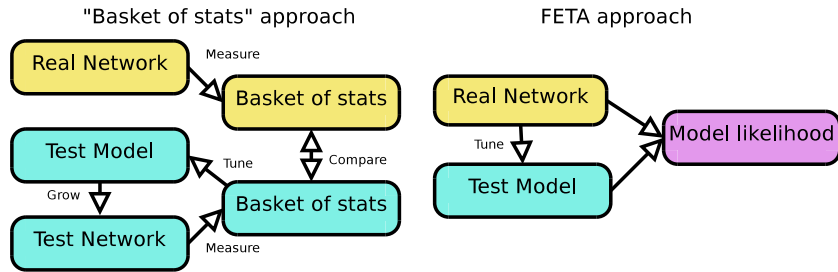 "Basket of stats" approach
Real Network
Measure
Basket of stats
Test Model
Tune
Compare
Grow
Basket of stats
Test Network
Measure
FETA approach
Real Network
Model likelihood
Tune
Test Model